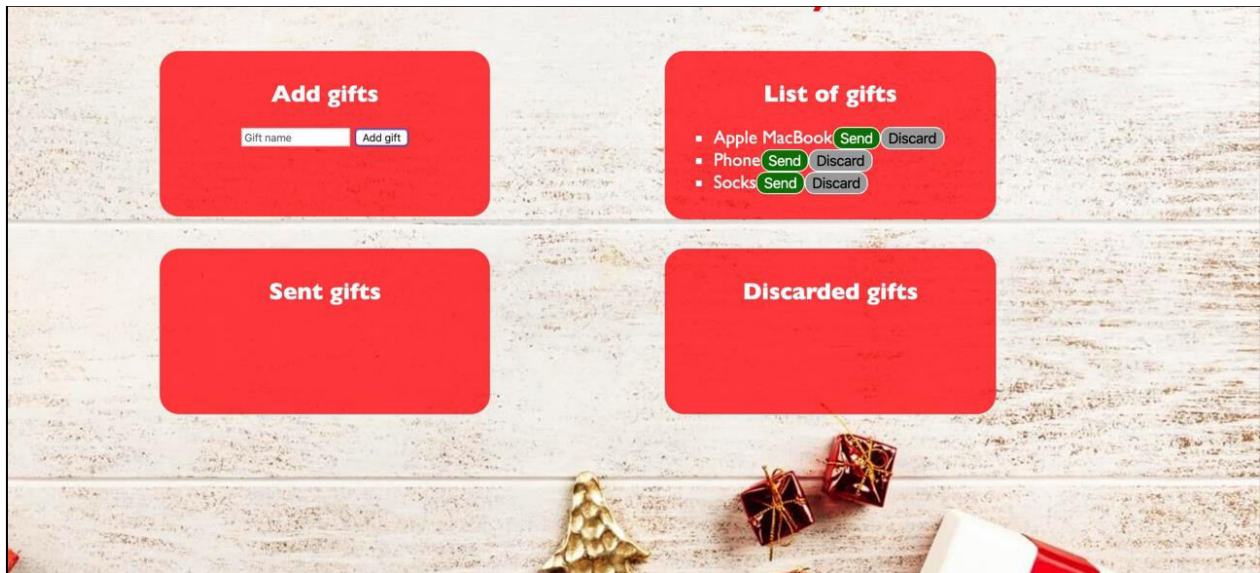 Add gifts
Gift name Add gift
List of gifts
Apple MacBook Send Discard
Phone Send Discard
Socks Send Discard
Sent gifts
Discarded gifts